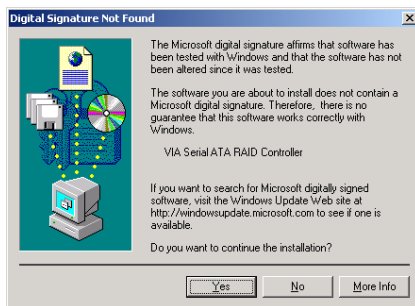 Digital Signature Not Found
The Microsoft digital signature affirms that software has
been tested with Windows and that the software has not
been altered since it was tested.
The software you are about to install does not contain a
Microsoft digital signature. Therefore, there is no
guarantee that this software works correctly with
Windows.
VIA Serial ATA RAID Controller
If you want to search for Microsoft digitally signed
software, visit the Windows Update Web site at
http://windowsupdate.microsoft.com to see if one is
available.
Do you want to continue the installation?
Yes No More Info